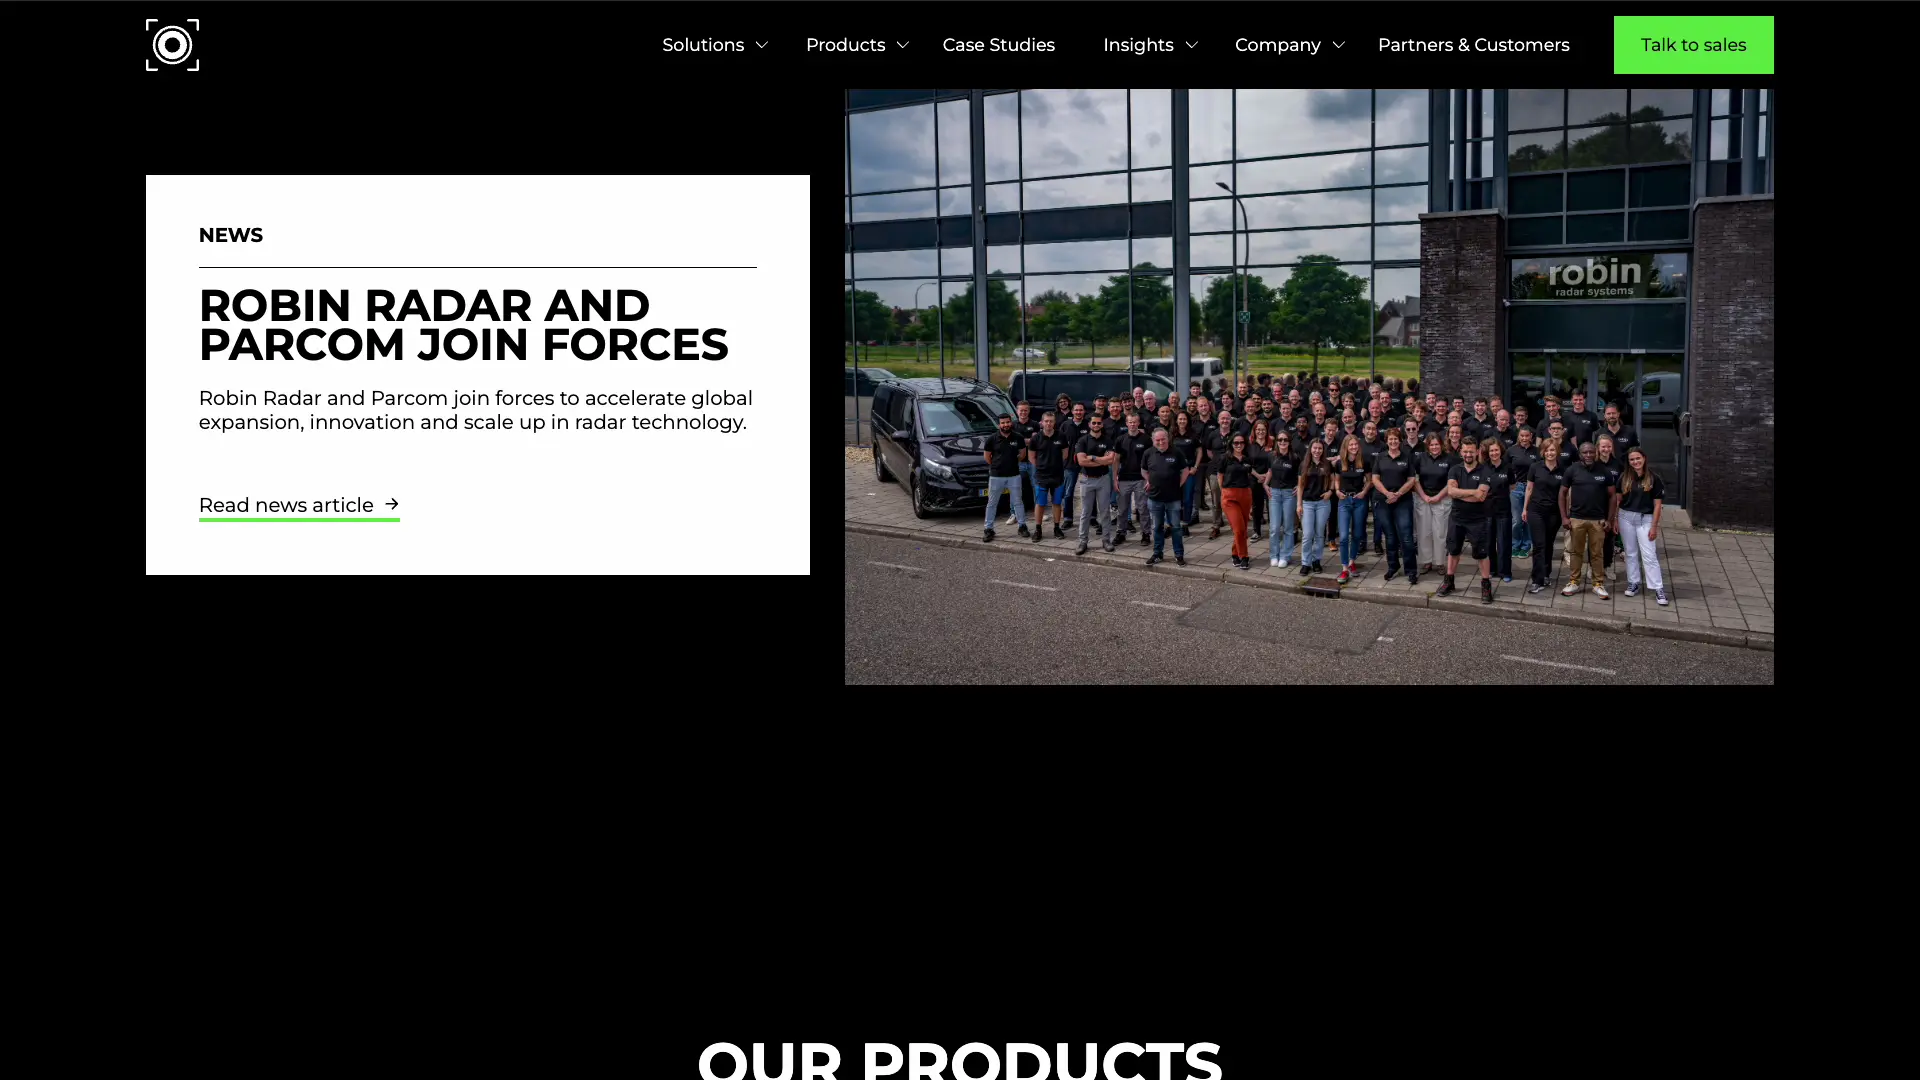 Solutions
Products
Case Studies
Insights
Company
Partners & Customers
Talk to sales
NEWS
ROBIN RADAR AND
PARCOM JOIN FORCES
Robin Radar and Parcom join forces to accelerate global
expansion, innovation and scale up in radar technology.
Read news article
robin
radar systems
OUR PRODUCTS